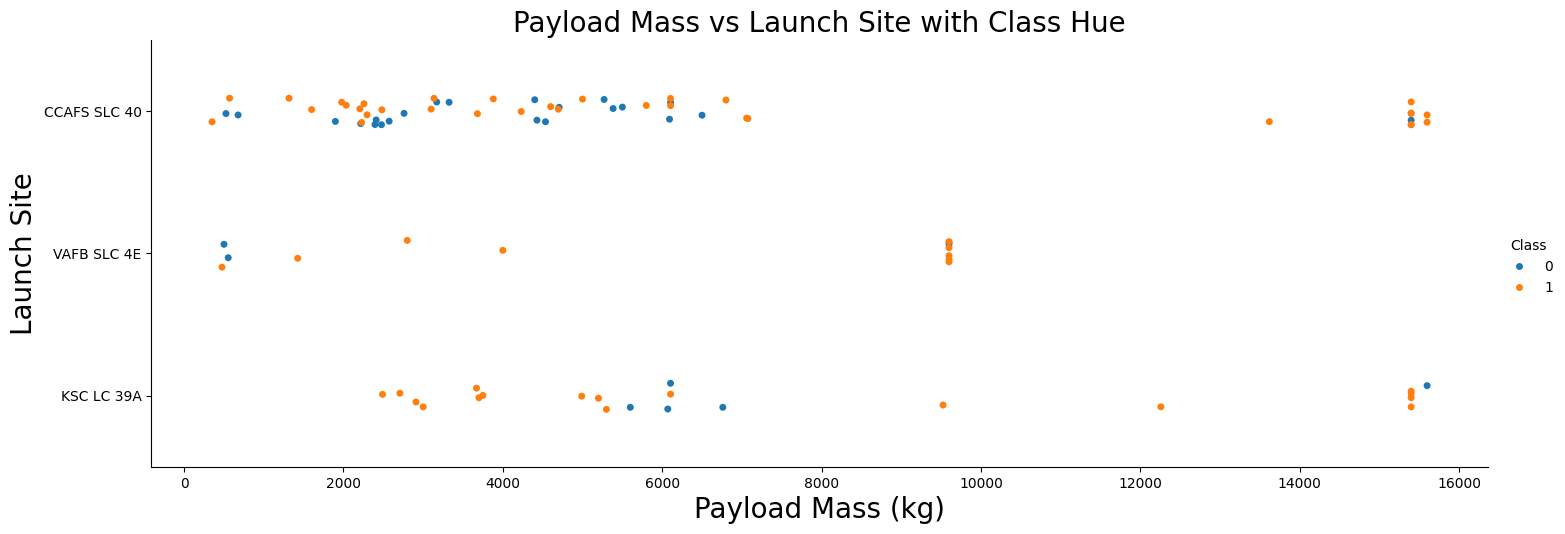 Payload Mass vs Launch Site with Class Hue
Launch Site
CCAFS SLC 40
VAFB SLC 4E
KSC LC 39A
0 2000 4000 6000 8000 10000 12000 14000 16000
Payload Mass (kg)
Class
0
1